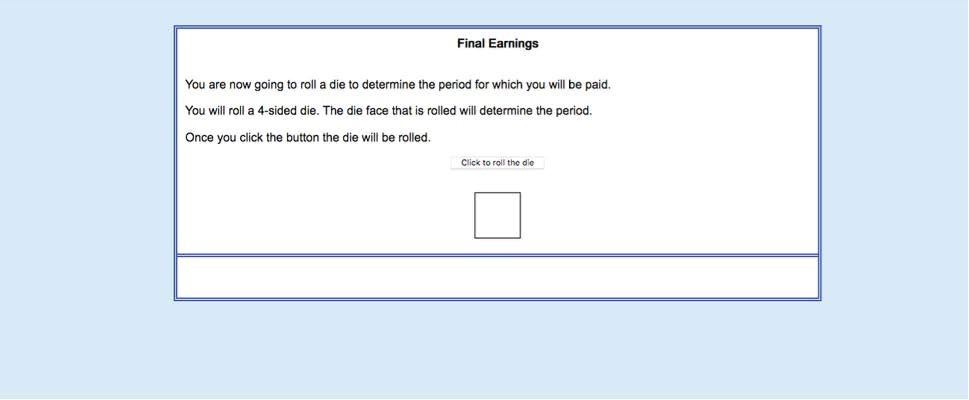 Final Earnings
You are now going to roll a die to determine the period for which you will be paid.
You will roll a 4-sided die. The die face that is rolled will determine the period.
Once you click the button the die will be rolled.
Click to roll the die